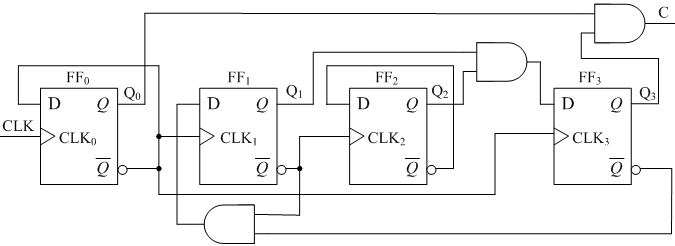 C
FF₀ FF₁ FF₂ FF₃
D Q Q₀ D Q Q₁ D Q Q₂ D Q Q₃
CLK CLK₀ CLK₁ CLK₂ CLK₃
Q̅ Q̅ Q̅ Q̅